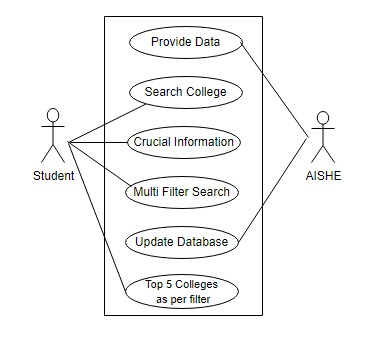 Provide Data
Search College
Crucial Information
Student
AISHE
Multi Filter Search
Update Database
Top 5 Colleges
as per filter